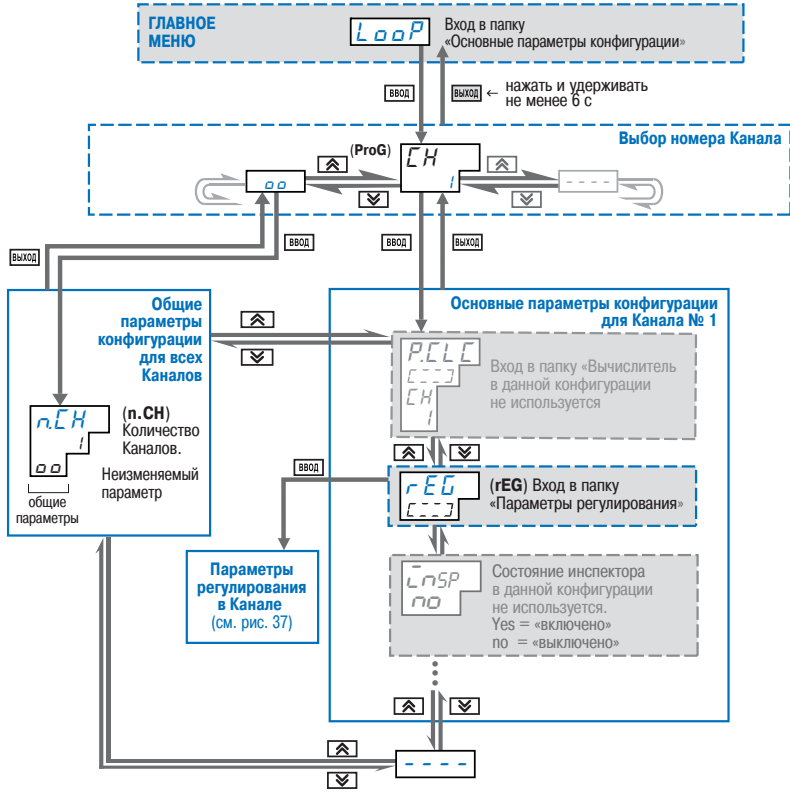 ГЛАВНОЕ
МЕНЮ
LooP
Вход в папку
«Основные параметры конфигурации»
ВВОД
ВЫХОД ← нажать и удерживать
не менее 6 с
Выбор номера Канала
(ProG)
CH
1
oo
- - - -
ВЫХОД
ВВОД
ВВОД
ВЫХОД
Общие
параметры
конфигурации
для всех
Каналов
n.CH
1
oo
(n.CH)
Количество
Каналов.
Неизменяемый
параметр
общие
параметры
Основные параметры конфигурации
для Канала № 1
P.CLC
[---]
CH
1
Вход в папку «Вычислитель
в данной конфигурации
не используется
ВВОД
rEG
[---]
(rEG) Вход в папку
«Параметры регулирования»
Параметры
регулирования
в Канале
(см. рис. 37)
inSP
no
Состояние инспектора
в данной конфигурации
не используется.
Yes = «включено»
no = «выключено»
- - - -